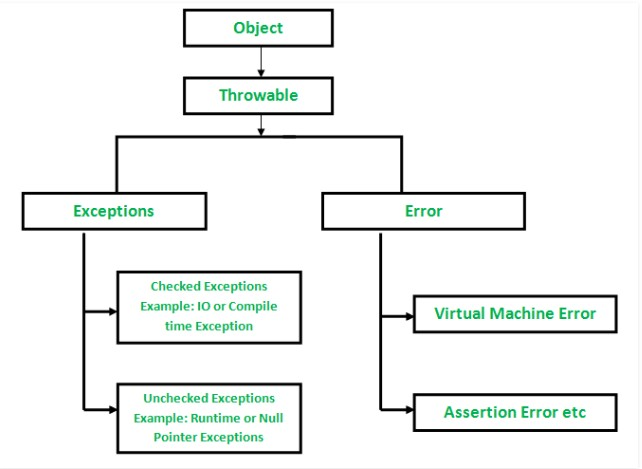 Object
Throwable
Exceptions
Error
Checked Exceptions
Example: IO or Compile
time Exception
Virtual Machine Error
Unchecked Exceptions
Example: Runtime or Null
Pointer Exceptions
Assertion Error etc